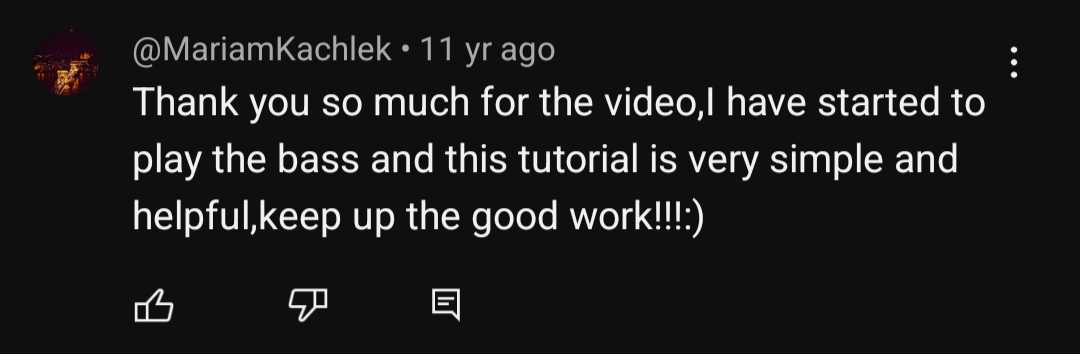 @MariamKachlek • 11 yr ago
Thank you so much for the video,I have started to
play the bass and this tutorial is very simple and
helpful,keep up the good work!!!:)